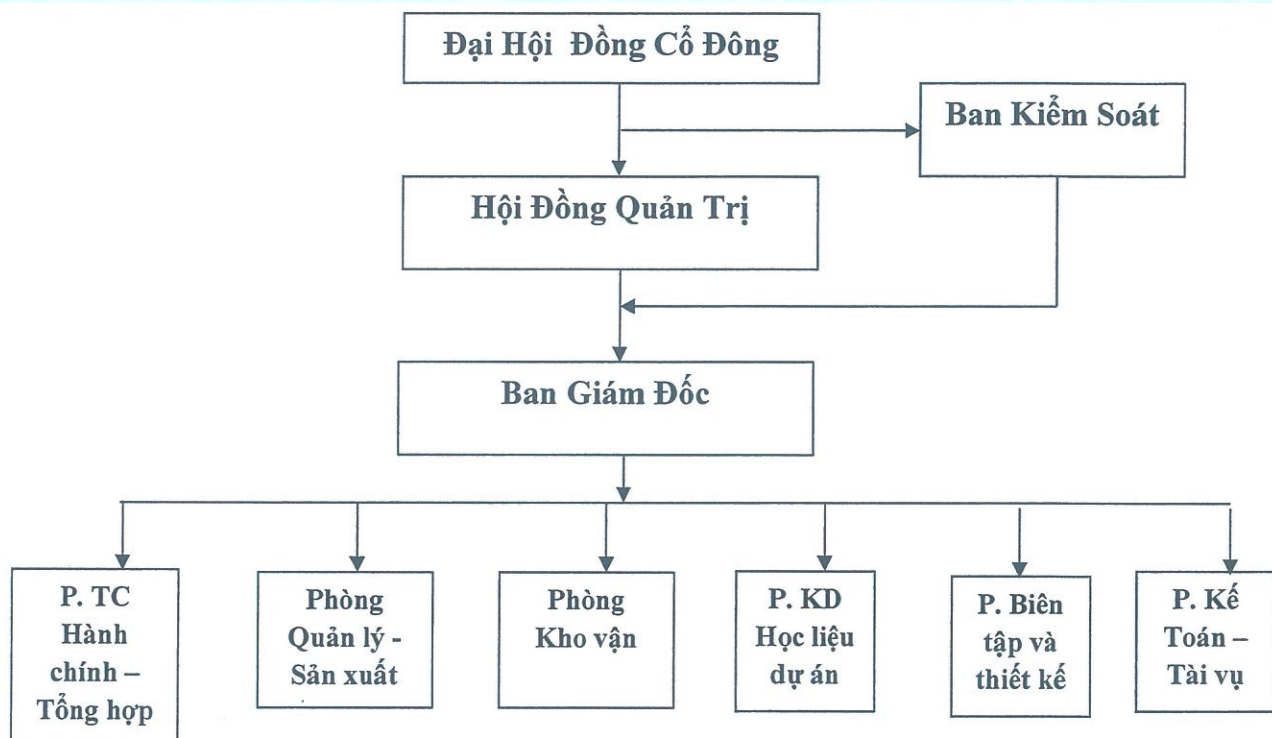 Đại Hội Đồng Cổ Đông
Ban Kiểm Soát
Hội Đồng Quản Trị
Ban Giám Đốc
P. TC
Hành
chính –
Tổng hợp
Phòng
Quản lý -
Sản xuất
Phòng
Kho vận
P. KD
Học liệu
dự án
P. Biên
tập và
thiết kế
P. Kế
Toán –
Tài vụ